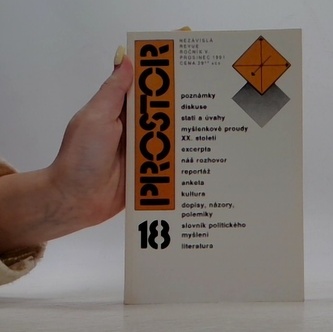 PROSTOR
18
NEZÁVISLÁ
REVUE
ROČNÍK V.
PROSINEC 1991
CENA
poznámky
diskuse
stati a úvahy
myšlenkové proudy
XX. století
excerpta
náš rozhovor
reportáž
anketa
kultura
dopisy, názory,
polemiky
slovník politického
myšlení
literatura